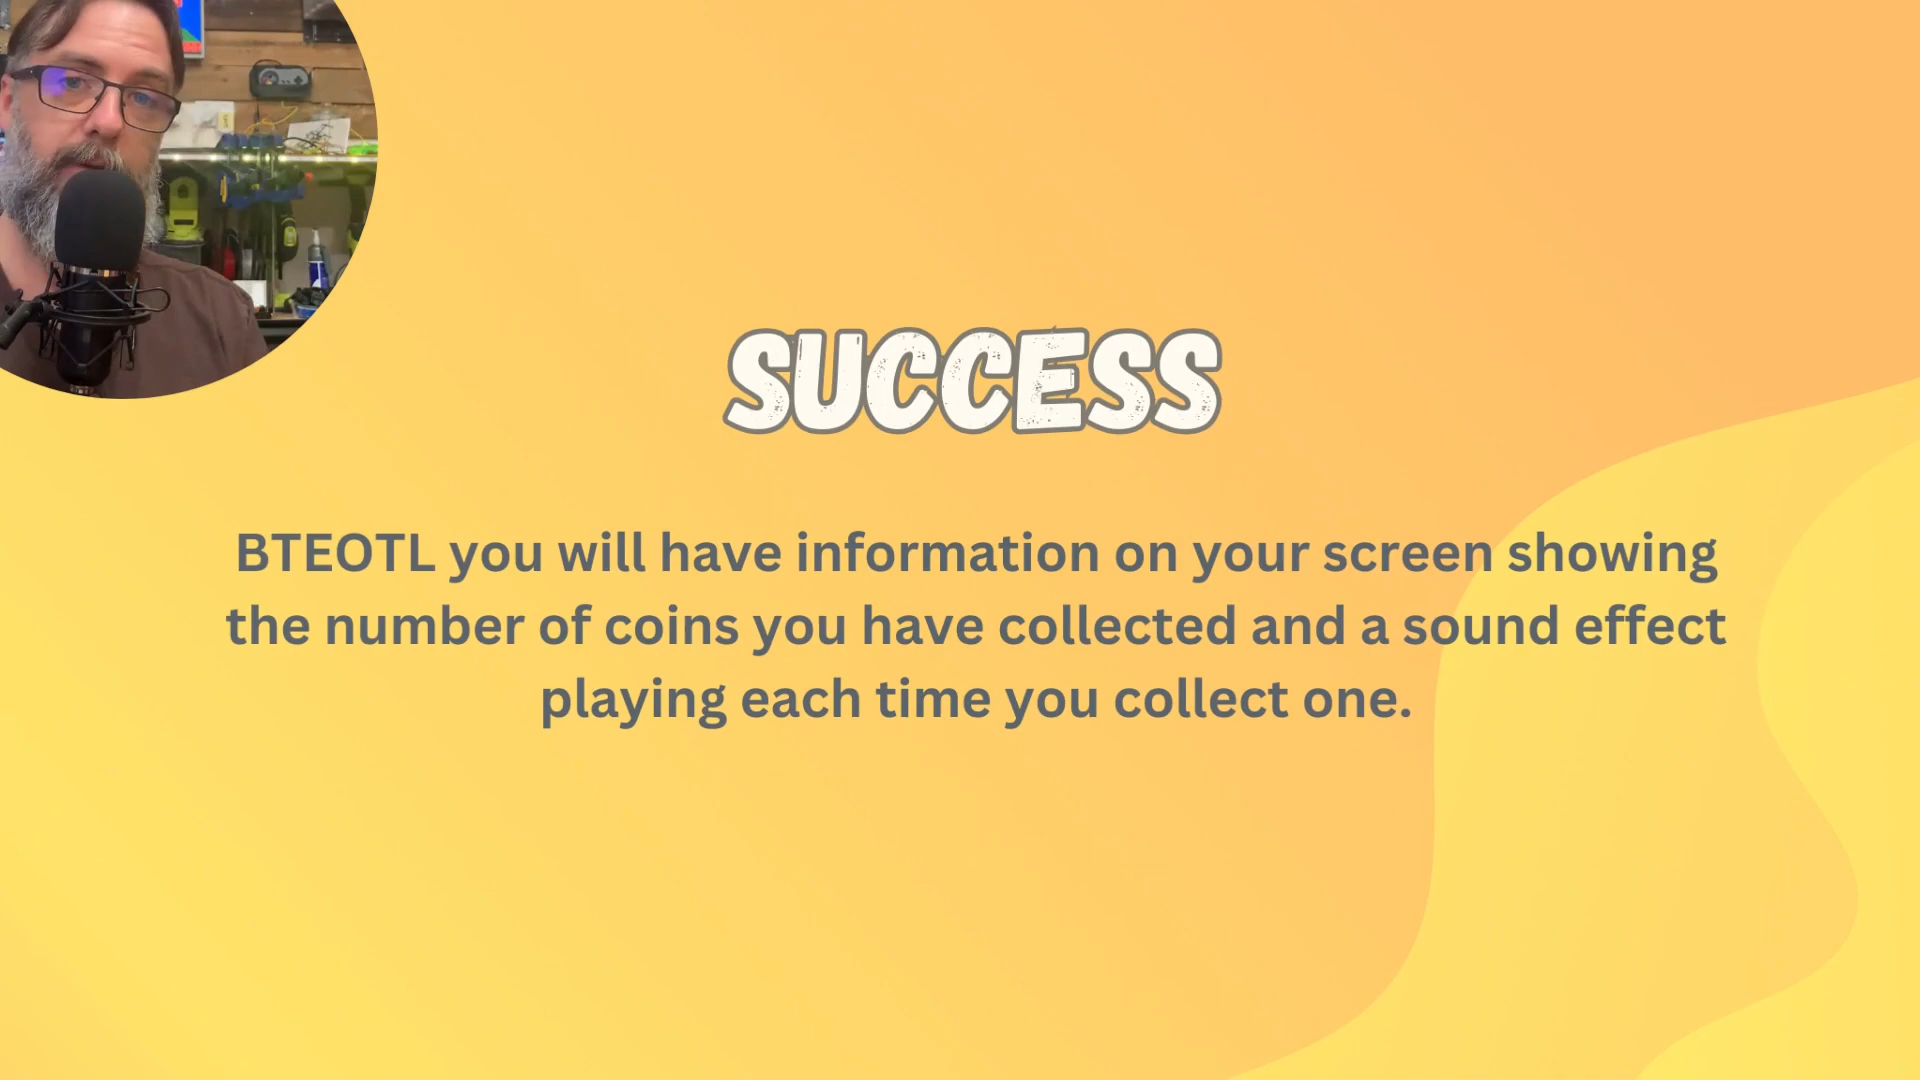 SUCCESS
BTEOTL you will have information on your screen showing
the number of coins you have collected and a sound effect
playing each time you collect one.